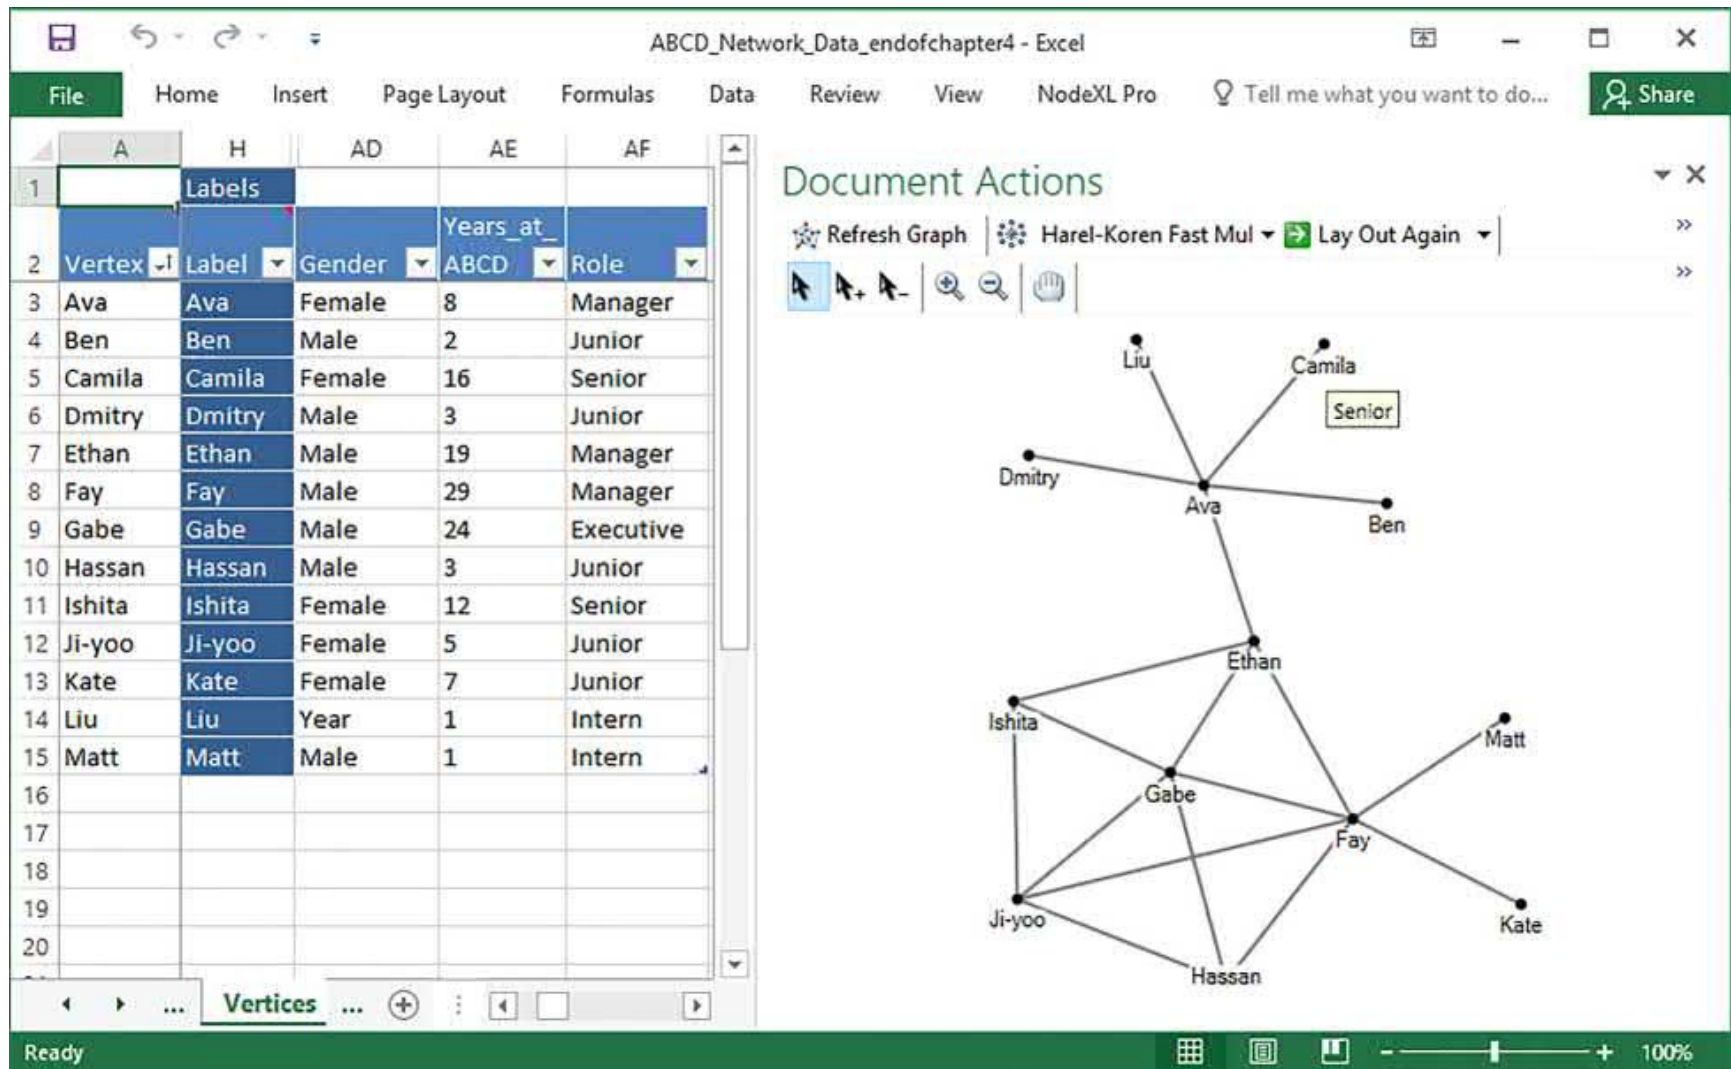 ABCD_Network_Data_endofchapter4 - Excel
File Home Insert Page Layout Formulas Data Review View NodeXL Pro Tell me what you want to do... Share
A H AD AE AF
1 Labels
2 Vertex Label Gender Years_at_ABCD Role
3 Ava Ava Female 8 Manager
4 Ben Ben Male 2 Junior
5 Camila Camila Female 16 Senior
6 Dmitry Dmitry Male 3 Junior
7 Ethan Ethan Male 19 Manager
8 Fay Fay Male 29 Manager
9 Gabe Gabe Male 24 Executive
10 Hassan Hassan Male 3 Junior
11 Ishita Ishita Female 12 Senior
12 Ji-yoo Ji-yoo Female 5 Junior
13 Kate Kate Female 7 Junior
14 Liu Liu Year 1 Intern
15 Matt Matt Male 1 Intern
16
17
18
19
20
... Vertices ...
Document Actions
Refresh Graph Harel-Koren Fast Mul Lay Out Again
Liu
Camila
Senior
Dmitry
Ava
Ben
Ethan
Ishita
Matt
Gabe
Fay
Ji-yoo
Kate
Hassan
Ready 100%